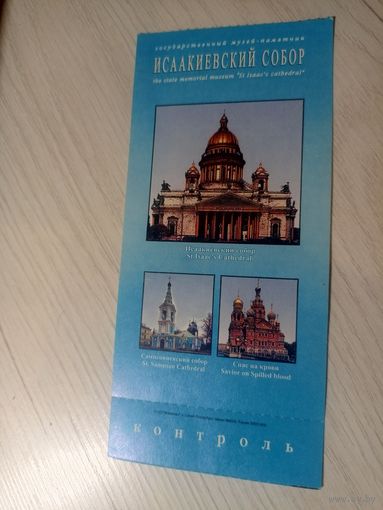 государственный музей-памятник
ИСААКИЕВСКИЙ СОБОР
the state memorial museum "St Isaac's cathedral"
Исаакиевский собор
St.Isaac's Cathedral
Сампсониевский собор
St. Sampson Cathedral
Спас на крови
Savior on Spilled blood
контроль